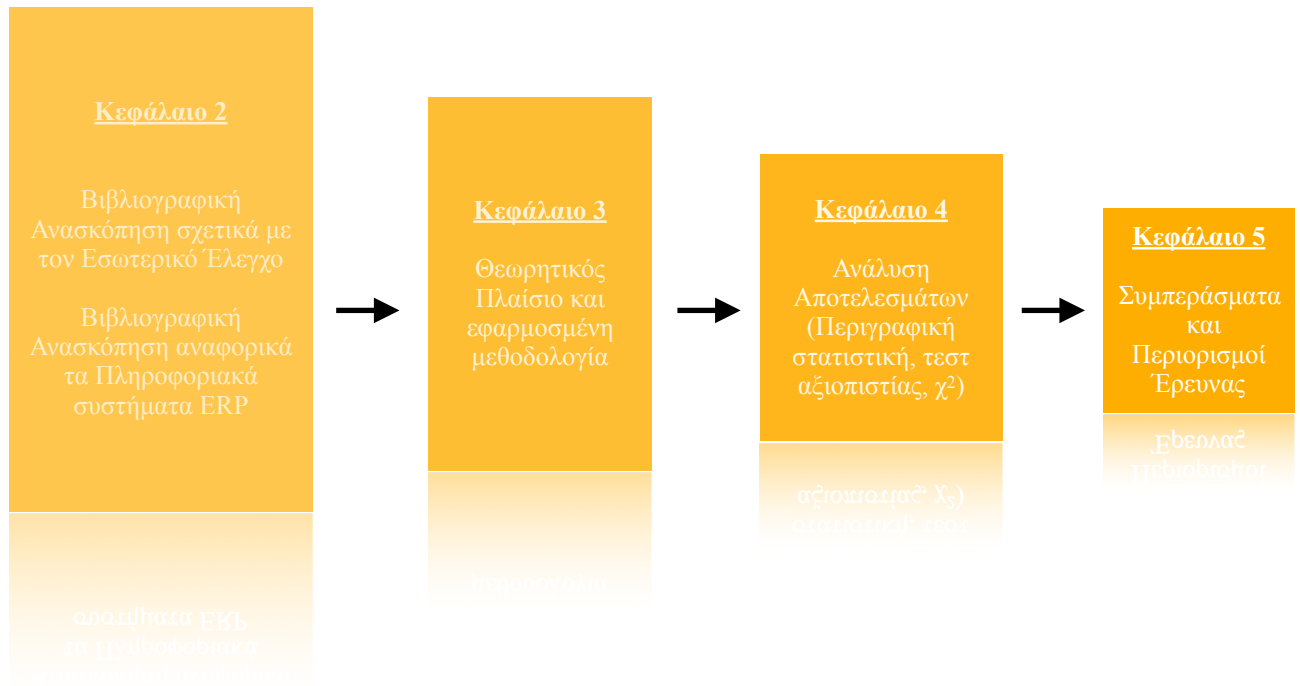 Κεφάλαιο 2
Βιβλιογραφική
Ανασκόπηση σχετικά με
τον Εσωτερικό Έλεγχο
Βιβλιογραφική
Ανασκόπηση αναφορικά
τα Πληροφοριακά
συστήματα ERP
Κεφάλαιο 3
Θεωρητικός
Πλαίσιο και
εφαρμοσμένη
μεθοδολογία
Κεφάλαιο 4
Ανάλυση
Αποτελεσμάτων
(Περιγραφική
στατιστική, τεστ
αξιοπιστίας, χ²)
Κεφάλαιο 5
Συμπεράσματα
και
Περιορισμοί
Έρευνας